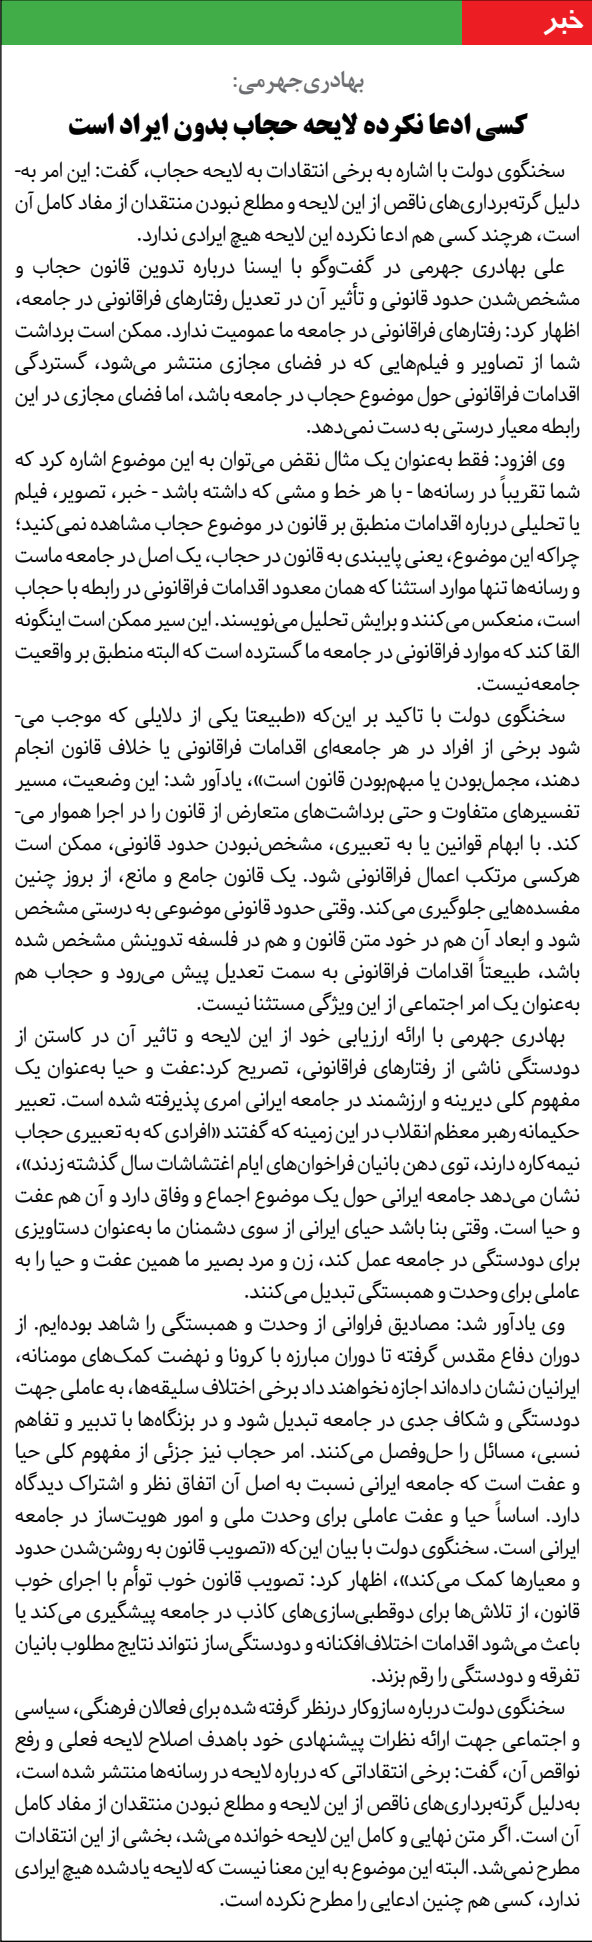 خبر
بهادری‌جهرمی:
کسی ادعا نکرده لایحه حجاب بدون ایراد است
سخنگوی دولت با اشاره به برخی انتقادات به لایحه حجاب، گفت: این امر به-
دلیل گرته‌برداری‌های ناقص از این لایحه و مطلع نبودن منتقدان از مفاد کامل آن
است، هرچند کسی هم ادعا نکرده این لایحه هیچ ایرادی ندارد.
علی بهادری جهرمی در گفت‌وگو با ایسنا درباره تدوین قانون حجاب و
مشخص‌شدن حدود قانونی و تأثیر آن در تعدیل رفتارهای فراقانونی در جامعه،
اظهار کرد: رفتارهای فراقانونی در جامعه ما عمومیت ندارد. ممکن است برداشت
شما از تصاویر و فیلم‌هایی که در فضای مجازی منتشر می‌شود، گستردگی
اقدامات فراقانونی حول موضوع حجاب در جامعه باشد، اما فضای مجازی در این
رابطه معیار درستی به دست نمی‌دهد.
وی افزود: فقط به‌عنوان یک مثال نقض می‌توان به این موضوع اشاره کرد که
شما تقریباً در رسانه‌ها - با هر خط و مشی که داشته باشد - خبر، تصویر، فیلم
یا تحلیلی درباره اقدامات منطبق بر قانون در موضوع حجاب مشاهده نمی‌کنید؛
چراکه این موضوع، یعنی پایبندی به قانون در حجاب، یک اصل در جامعه ماست
و رسانه‌ها تنها موارد استثنا که همان معدود اقدامات فراقانونی در رابطه با حجاب
است، منعکس می‌کنند و برایش تحلیل می‌نویسند. این سیر ممکن است اینگونه
القا کند که موارد فراقانونی در جامعه ما گسترده است که البته منطبق بر واقعیت
جامعه‌نیست.
سخنگوی دولت با تاکید بر این‌که «طبیعتا یکی از دلایلی که موجب می-
شود برخی از افراد در هر جامعه‌ای اقدامات فراقانونی یا خلاف قانون انجام
دهند، مجمل‌بودن یا مبهم‌بودن قانون است»، یادآور شد: این وضعیت، مسیر
تفسیرهای متفاوت و حتی برداشت‌های متعارض از قانون را در اجرا هموار می-
کند. با ابهام قوانین یا به تعبیری، مشخص‌نبودن حدود قانونی، ممکن است
هرکسی مرتکب اعمال فراقانونی شود. یک قانون جامع و مانع، از بروز چنین
مفسده‌هایی جلوگیری می‌کند. وقتی حدود قانونی موضوعی به درستی مشخص
شود و ابعاد آن هم در خود متن قانون و هم در فلسفه تدوینش مشخص شده
باشد، طبیعتاً اقدامات فراقانونی به سمت تعدیل پیش می‌رود و حجاب هم
به‌عنوان یک امر اجتماعی از این ویژگی مستثنا نیست.
بهادری جهرمی با ارائه ارزیابی خود از این لایحه و تاثیر آن در کاستن از
دودستگی ناشی از رفتارهای فراقانونی، تصریح کرد:عفت و حیا به‌عنوان یک
مفهوم کلی دیرینه و ارزشمند در جامعه ایرانی امری پذیرفته شده است. تعبیر
حکیمانه رهبر معظم انقلاب در این زمینه که گفتند «افرادی که به تعبیری حجاب
نیمه‌کاره دارند، توی دهن بانیان فراخوان‌های ایام اغتشاشات سال گذشته زدند»،
نشان می‌دهد جامعه ایرانی حول یک موضوع اجماع و وفاق دارد و آن هم عفت
و حیا است. وقتی بنا باشد حیای ایرانی از سوی دشمنان ما به‌عنوان دستاویزی
برای دودستگی در جامعه عمل کند، زن و مرد بصیر ما همین عفت و حیا را به
عاملی برای وحدت و همبستگی تبدیل می‌کنند.
وی یادآور شد: مصادیق فراوانی از وحدت و همبستگی را شاهد بوده‌ایم. از
دوران دفاع مقدس گرفته تا دوران مبارزه با کرونا و نهضت کمک‌های مومنانه،
ایرانیان نشان داده‌اند اجازه نخواهند داد برخی اختلاف سلیقه‌ها، به عاملی جهت
دودستگی و شکاف جدی در جامعه تبدیل شود و در بزنگاه‌ها با تدبیر و تفاهم
نسبی، مسائل را حل‌وفصل می‌کنند. امر حجاب نیز جزئی از مفهوم کلی حیا
و عفت است که جامعه ایرانی نسبت به اصل آن اتفاق نظر و اشتراک دیدگاه
دارد. اساساً حیا و عفت عاملی برای وحدت ملی و امور هویت‌ساز در جامعه
ایرانی است. سخنگوی دولت با بیان این‌که «تصویب قانون به روشن‌شدن حدود
و معیارها کمک می‌کند»، اظهار کرد: تصویب قانون خوب توأم با اجرای خوب
قانون، از تلاش‌ها برای دوقطبی‌سازی‌های کاذب در جامعه پیشگیری می‌کند یا
باعث می‌شود اقدامات اختلاف‌افکنانه و دودستگی‌ساز نتواند نتایج مطلوب بانیان
تفرقه و دودستگی را رقم بزند.
سخنگوی دولت درباره سازوکار درنظر گرفته شده برای فعالان فرهنگی، سیاسی
و اجتماعی جهت ارائه نظرات پیشنهادی خود باهدف اصلاح لایحه فعلی و رفع
نواقص آن، گفت: برخی انتقاداتی که درباره لایحه در رسانه‌ها منتشر شده است،
به‌دلیل گرته‌برداری‌های ناقص از این لایحه و مطلع نبودن منتقدان از مفاد کامل
آن است. اگر متن نهایی و کامل این لایحه خوانده می‌شد، بخشی از این انتقادات
مطرح نمی‌شد. البته این موضوع به این معنا نیست که لایحه یادشده هیچ ایرادی
ندارد، کسی هم چنین ادعایی را مطرح نکرده است.